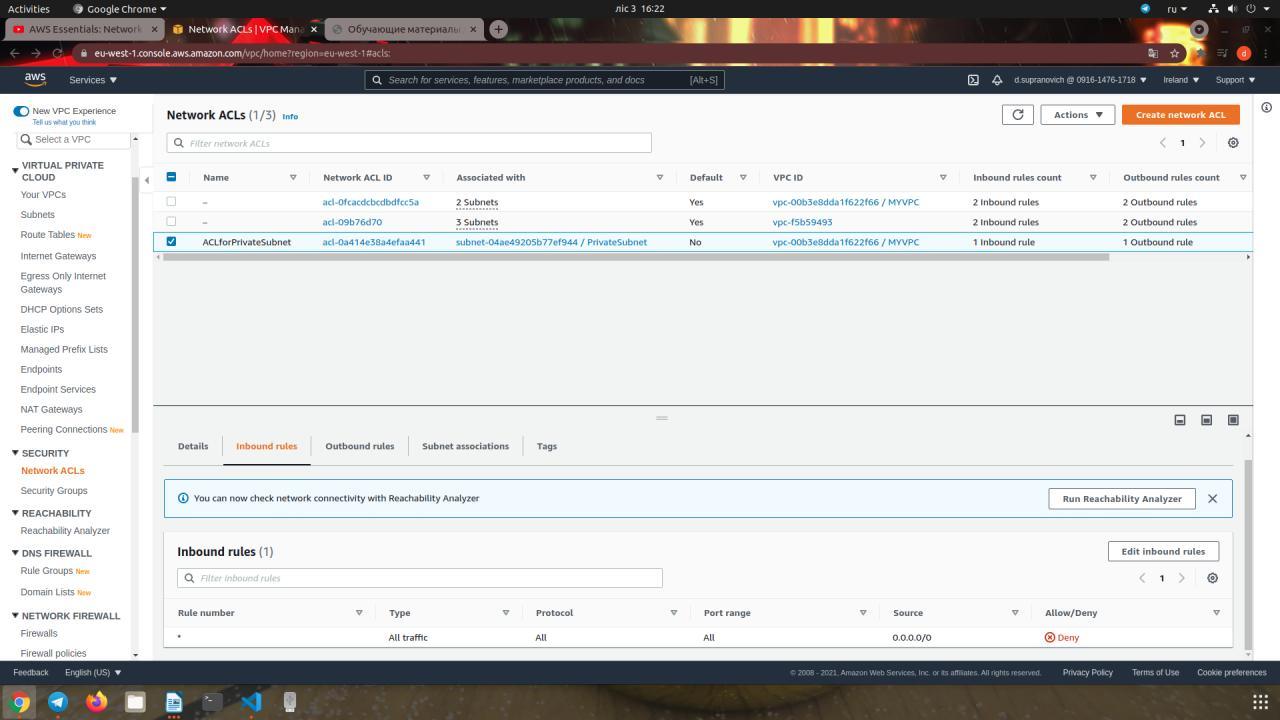 Activities
Google Chrome
ліс 3 16:22
ru
AWS Essentials: Network
Network ACLs | VPC Mana
Обучающие материалы
eu-west-1.console.aws.amazon.com/vpc/home?region=eu-west-1#acls:
d
aws
Services
Search for services, features, marketplace products, and docs
[Alt+S]
d.supranovich @ 0916-1476-1718
Ireland
Support
New VPC Experience
Tell us what you think
Select a VPC
VIRTUAL PRIVATE
CLOUD
Your VPCs
Subnets
Route Tables New
Internet Gateways
Egress Only Internet
Gateways
DHCP Options Sets
Elastic IPs
Managed Prefix Lists
Endpoints
Endpoint Services
NAT Gateways
Peering Connections New
SECURITY
Network ACLs
Security Groups
REACHABILITY
Reachability Analyzer
DNS FIREWALL
Rule Groups New
Domain Lists New
NETWORK FIREWALL
Firewalls
Firewall policies
Network ACLs (1/3) Info
Actions
Create network ACL
Filter network ACLs
1
Name Network ACL ID Associated with Default VPC ID Inbound rules count Outbound rules count
– acl-0fcacdcbcdbdfcc5a 2 Subnets Yes vpc-00b3e8dda1f622f66 / MYVPC 2 Inbound rules 2 Outbound rules
– acl-09b76d70 3 Subnets Yes vpc-f5b59493 2 Inbound rules 2 Outbound rules
ACLforPrivateSubnet acl-0a414e38a4efaa441 subnet-04ae49205b77ef944 / PrivateSubnet No vpc-00b3e8dda1f622f66 / MYVPC 1 Inbound rule 1 Outbound rule
Details
Inbound rules
Outbound rules
Subnet associations
Tags
You can now check network connectivity with Reachability Analyzer
Run Reachability Analyzer
Inbound rules (1)
Edit inbound rules
Filter inbound rules
1
Rule number Type Protocol Port range Source Allow/Deny
* All traffic All All 0.0.0.0/0 Deny
Feedback
English (US)
© 2008 - 2021, Amazon Web Services, Inc. or its affiliates. All rights reserved.
Privacy Policy
Terms of Use
Cookie preferences